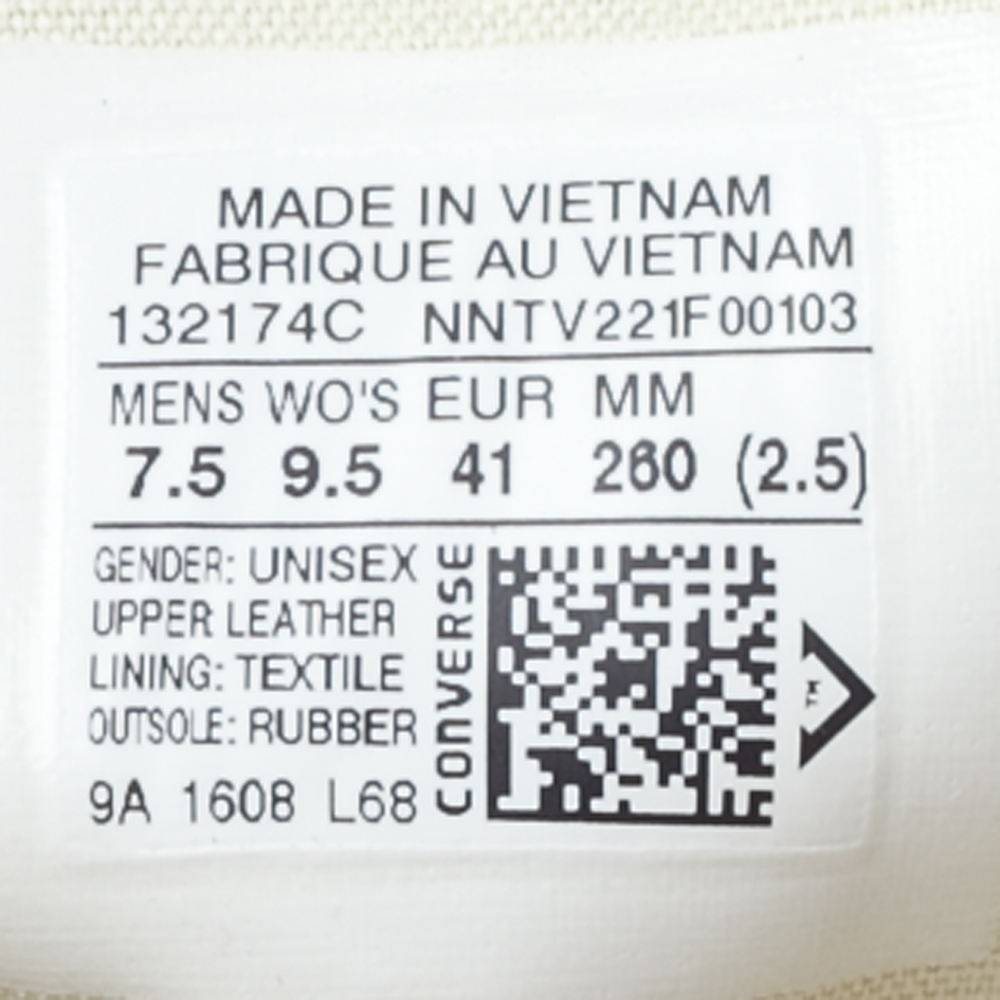 MADE IN VIETNAM
FABRIQUE AU VIETNAM
132174C NNTV221F00103
MENS WO'S EUR MM
7.5 9.5 41 260 (2.5)
GENDER: UNISEX
UPPER LEATHER
LINING: TEXTILE
OUTSOLE: RUBBER
9A 1608 L68
CONVERSE
TM